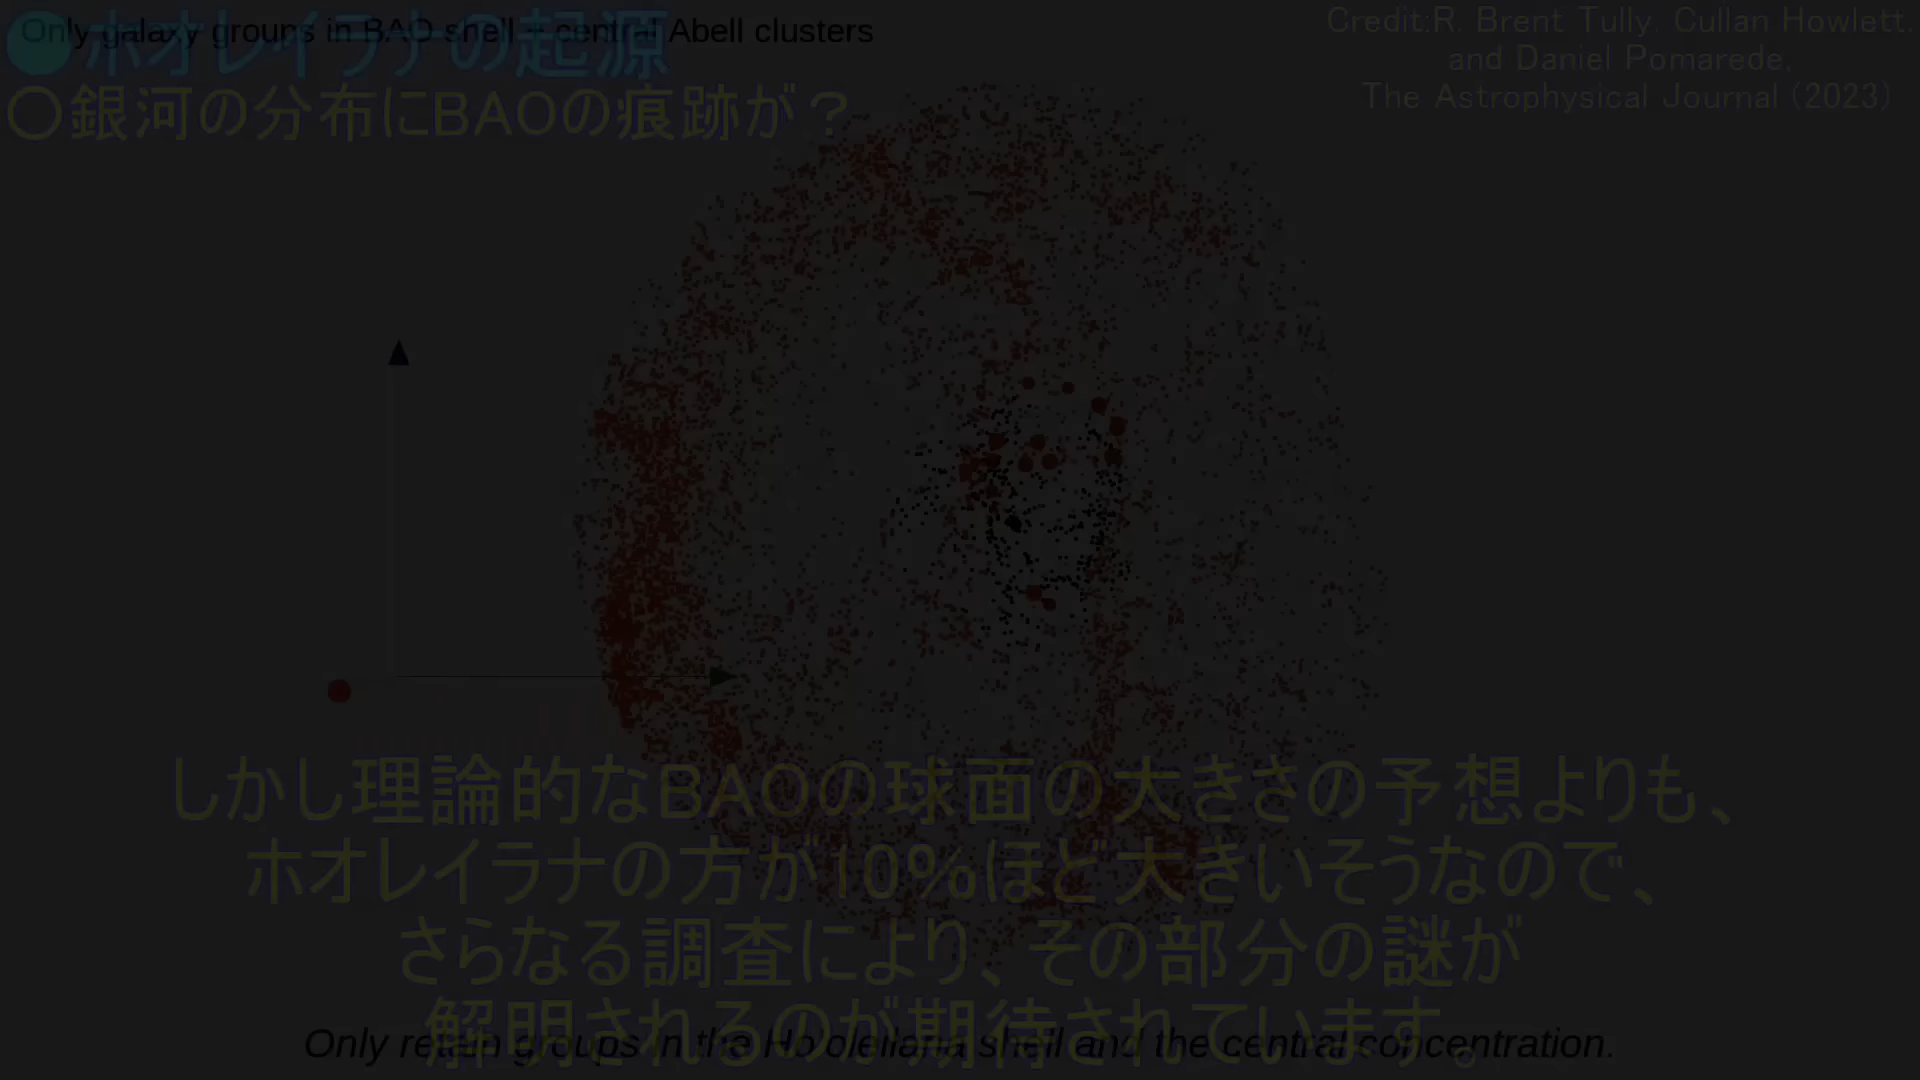 Only galaxy groups in BAO shell + central Abell clusters
●ホオレイラナの起源
〇銀河の分布にBAOの痕跡が？
Credit:R. Brent Tully, Cullan Howlett,
and Daniel Pomarede.
The Astrophysical Journal (2023)
しかし理論的なBAOの球面の大きさの予想よりも、
ホオレイラナの方が10%ほど大きいそうなので、
さらなる調査により、その部分の謎が
解明されるのが期待されています。
Only retain groups in the Ho'oleilana shell and the central concentration.